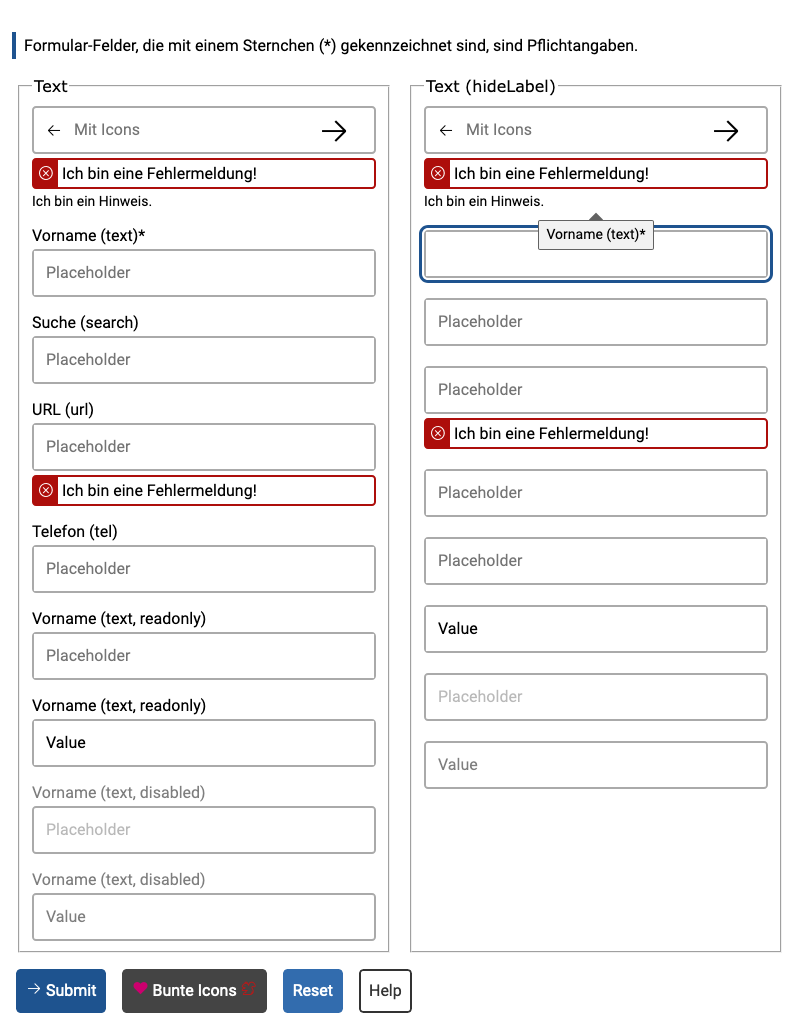 Formular-Felder, die mit einem Sternchen (*) gekennzeichnet sind, sind Pflichtangaben.
Text
Mit Icons
Ich bin eine Fehlermeldung!
Ich bin ein Hinweis.
Vorname (text)*
Placeholder
Suche (search)
Placeholder
URL (url)
Placeholder
Ich bin eine Fehlermeldung!
Telefon (tel)
Placeholder
Vorname (text, readonly)
Placeholder
Vorname (text, readonly)
Value
Vorname (text, disabled)
Placeholder
Vorname (text, disabled)
Value
Text (hideLabel)
Mit Icons
Ich bin eine Fehlermeldung!
Ich bin ein Hinweis.
Vorname (text)*
Placeholder
Placeholder
Ich bin eine Fehlermeldung!
Placeholder
Placeholder
Value
Placeholder
Value
Submit
Bunte Icons
Reset
Help